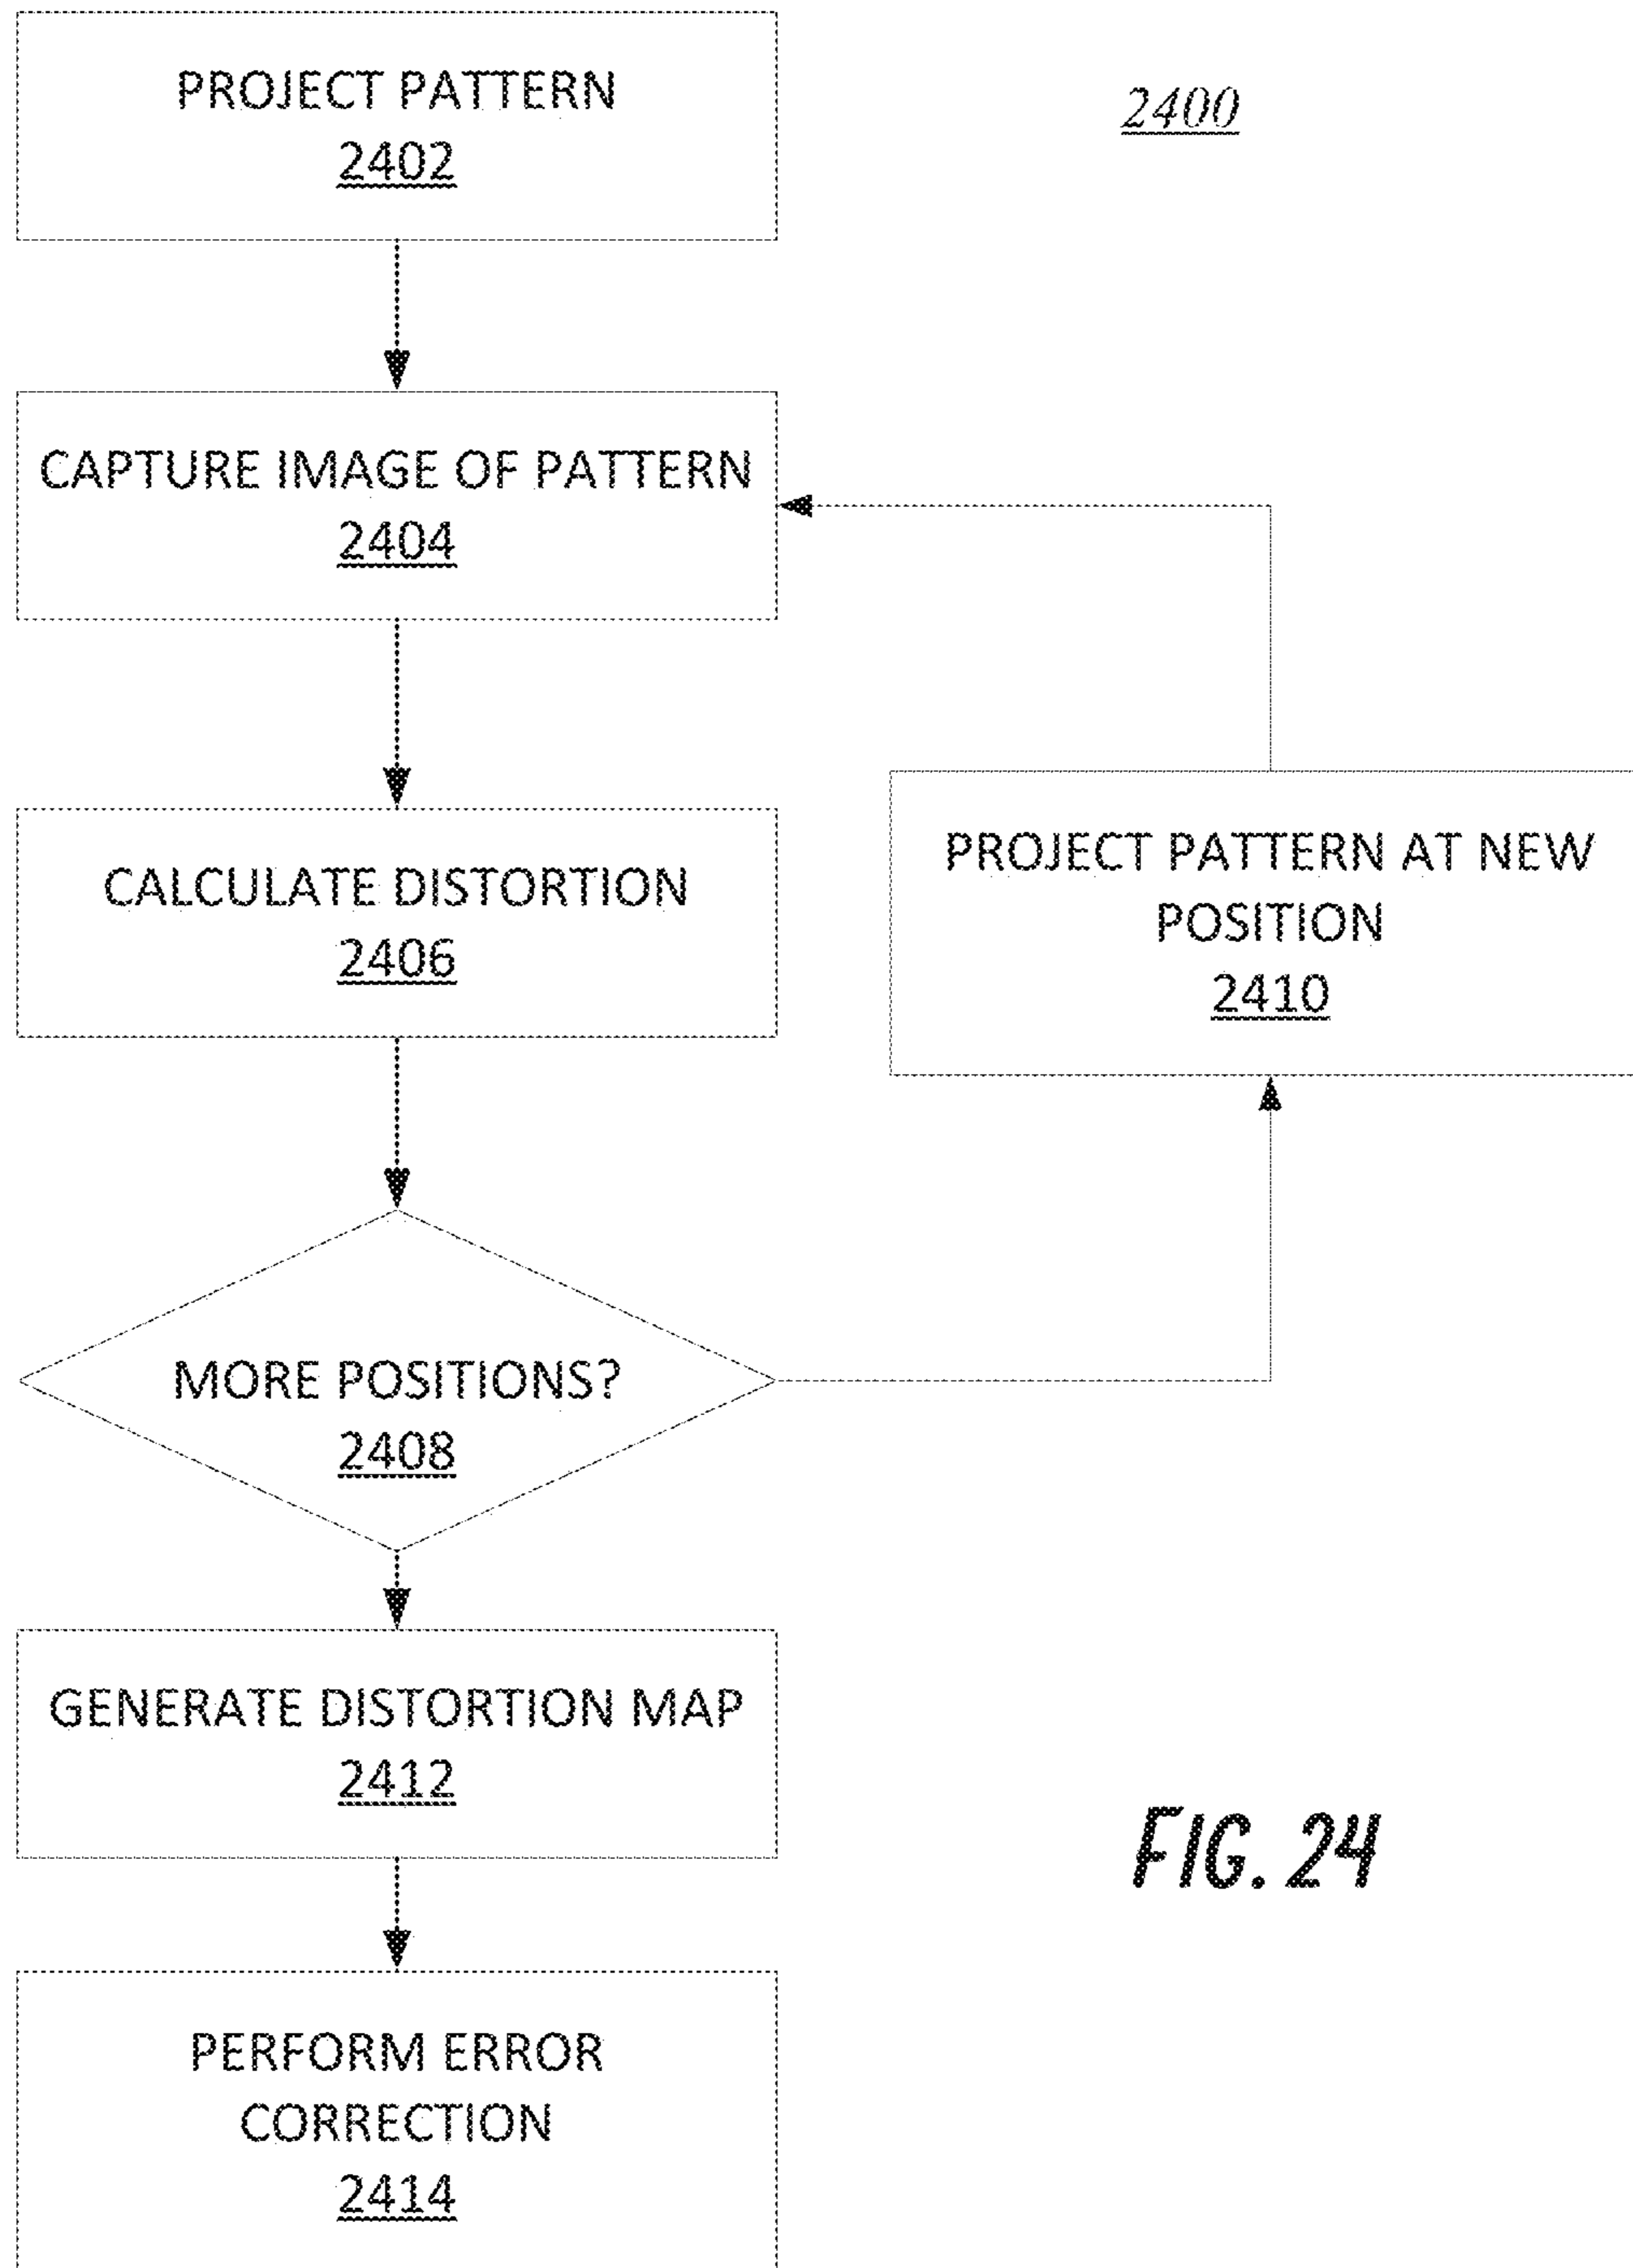 PROJECT PATTERN
2402
2400
CAPTURE IMAGE OF PATTERN
2404
CALCULATE DISTORTION
2406
PROJECT PATTERN AT NEW
POSITION
2410
MORE POSITIONS?
2408
GENERATE DISTORTION MAP
2412
FIG. 24
PERFORM ERROR
CORRECTION
2414